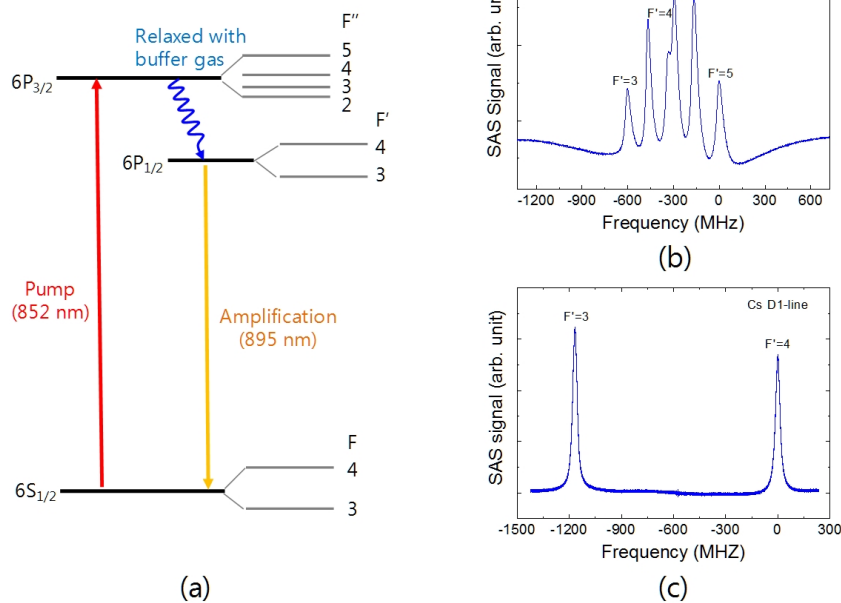 F''
Relaxed with
buffer gas
5
4
3
2
6P3/2
F'
6P1/2
4
3
Pump
(852 nm)
Amplification
(895 nm)
F
6S1/2
4
3
(a)
SAS Signal (arb. unit)
F'=4
F'=3
F'=5
-1200 -900 -600 -300 0 300 600
Frequency (MHz)
(b)
SAS signal (arb. unit)
Cs D1-line
F'=3
F'=4
-1500 -1200 -900 -600 -300 0 300
Frequency (MHZ)
(c)